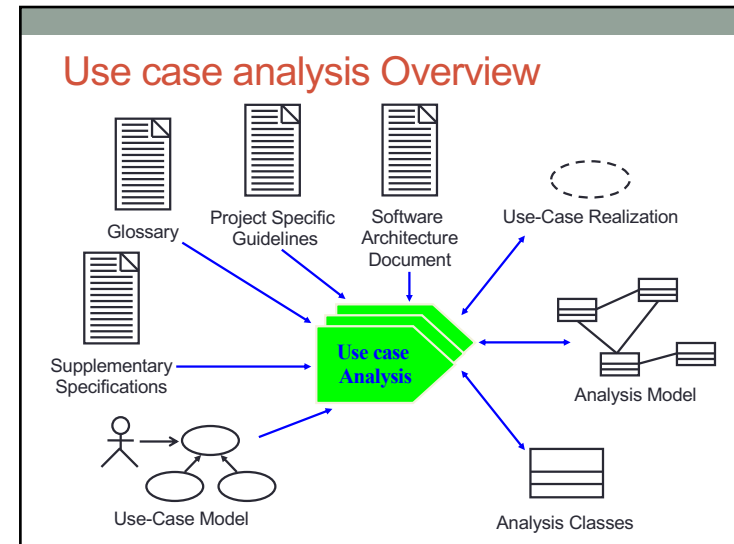 Use case analysis Overview
Glossary
Project Specific
Guidelines
Software
Architecture
Document
Use-Case Realization
Supplementary
Specifications
Use case
Analysis
Analysis Model
Use-Case Model
Analysis Classes